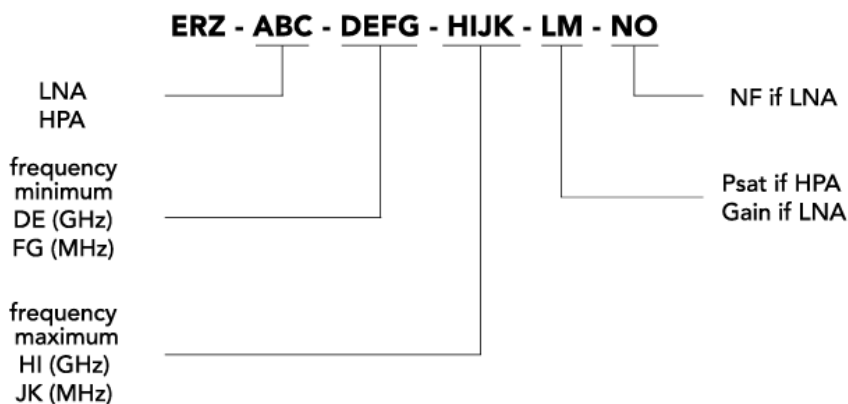 ERZ - ABC - DEFG - HIJK - LM - NO
LNA
HPA
NF if LNA
frequency
minimum
DE (GHz)
FG (MHz)
Psat if HPA
Gain if LNA
frequency
maximum
HI (GHz)
JK (MHz)